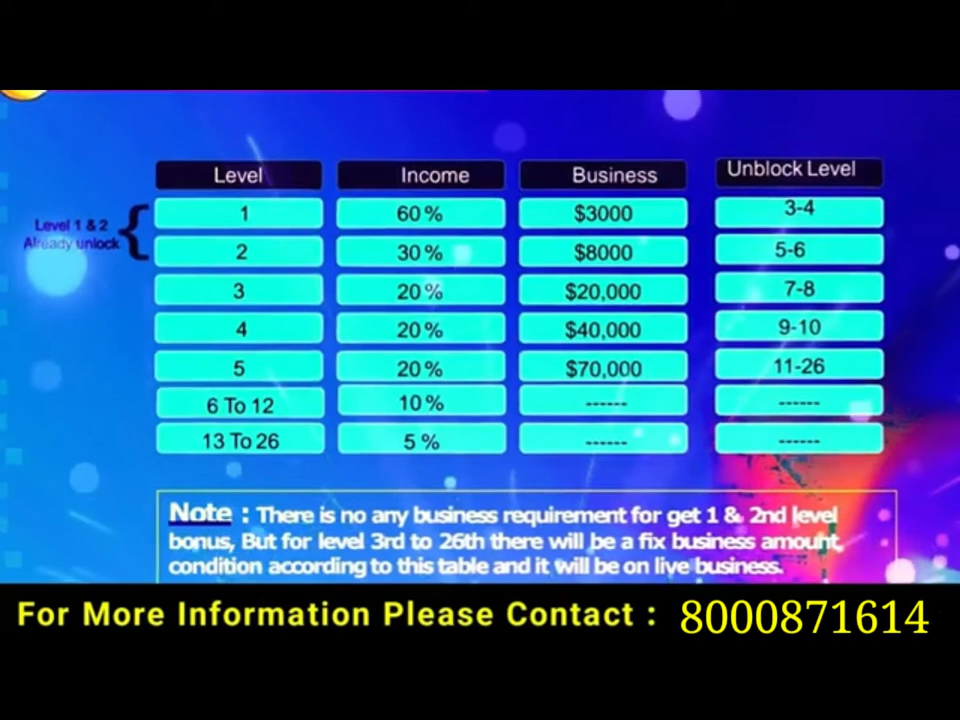 Level Income Business Unblock Level
Level 1 & 2
Already unlock
1 60% $3000 3-4
2 30% $8000 5-6
3 20% $20,000 7-8
4 20% $40,000 9-10
5 20% $70,000 11-26
6 To 12 10% ------ ------
13 To 26 5 % ------ ------
Note : There is no any business requirement for get 1 & 2nd level
bonus, But for level 3rd to 26th there will be a fix business amount,
condition according to this table and it will be on live business.
For More Information Please Contact : 8000871614